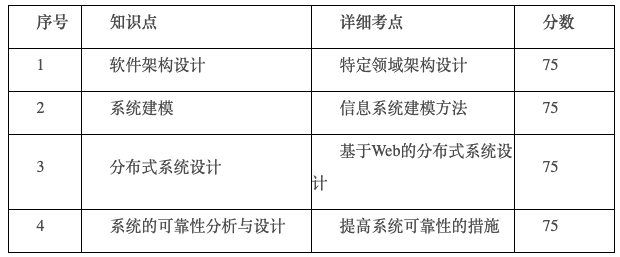 序号 知识点 详细考点 分数
1 软件架构设计 特定领域架构设计 75
2 系统建模 信息系统建模方法 75
3 分布式系统设计 基于Web的分布式系统设
计 75
4 系统的可靠性分析与设计 提高系统可靠性的措施 75